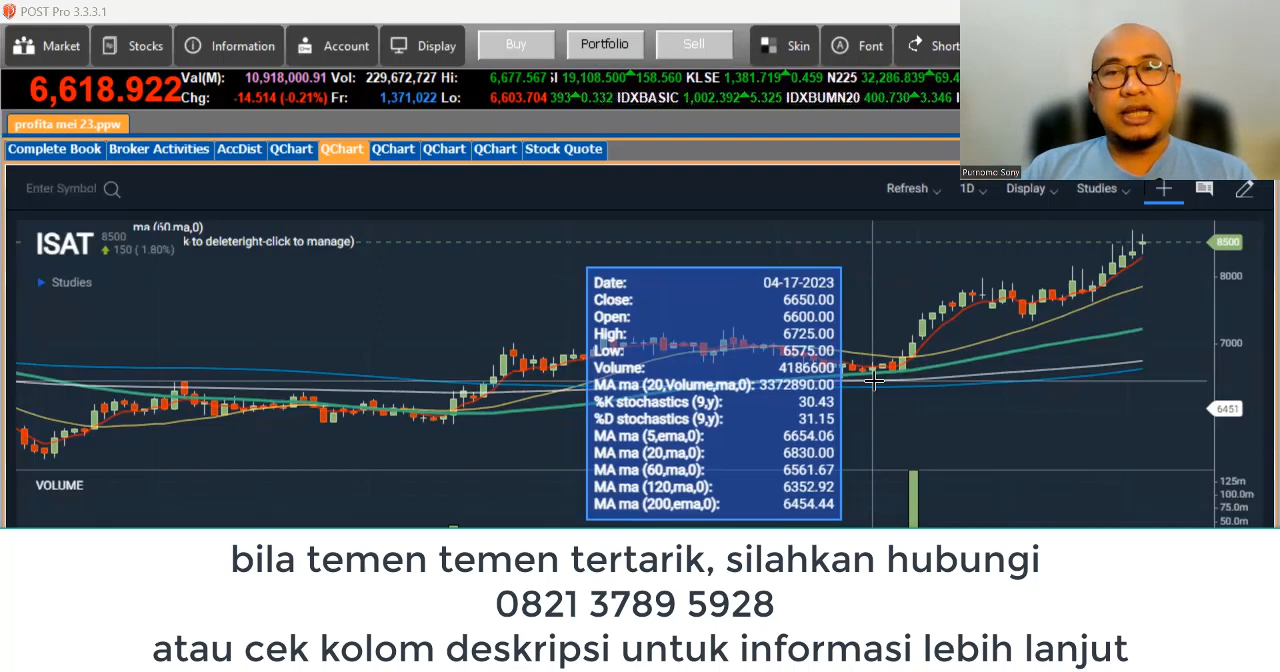 POST Pro 3.3.3.1
Market Stocks Information Account Display Buy Portfolio Sell Skin Font Short
6,618.922 Val(M): 10,918,000.91 Vol: 229,672,727 Hi: 6,677.567 19,108.500 158.560 KLSE 1,381.719 0.459 N225 32,286.839 69.4
Chg: -14.514 (-0.21%) Fr: 1,371,022 Lo: 6,603.704 393 0.332 IDXBASIC 1,002.392 5.325 IDXBUMN20 400.730 3.346
profita mei 23.ppw
Complete Book Broker Activities AccDist QChart QChart QChart QChart QChart Stock Quote
Purnomo Sony
Enter Symbol Refresh 1D Display Studies
ma (60,ma,0)
ISAT 8500 k to deleteright-click to manage) 8500
150 ( 1.80%)
Studies
8000
7000
6451
Date: 04-17-2023
Close: 6650.00
Open: 6600.00
High: 6725.00
Low: 6575.00
Volume: 4186600
MA ma (20,Volume,ma,0): 3372890.00
%K stochastics (9,y): 30.43
%D stochastics (9,y): 31.15
MA ma (5,ema,0): 6654.06
MA ma (20,ma,0): 6830.00
MA ma (60,ma,0): 6561.67
MA ma (120,ma,0): 6352.92
MA ma (200,ema,0): 6454.44
VOLUME
125m
100.0m
75.0m
50.0m
bila temen temen tertarik, silahkan hubungi
0821 3789 5928
atau cek kolom deskripsi untuk informasi lebih lanjut